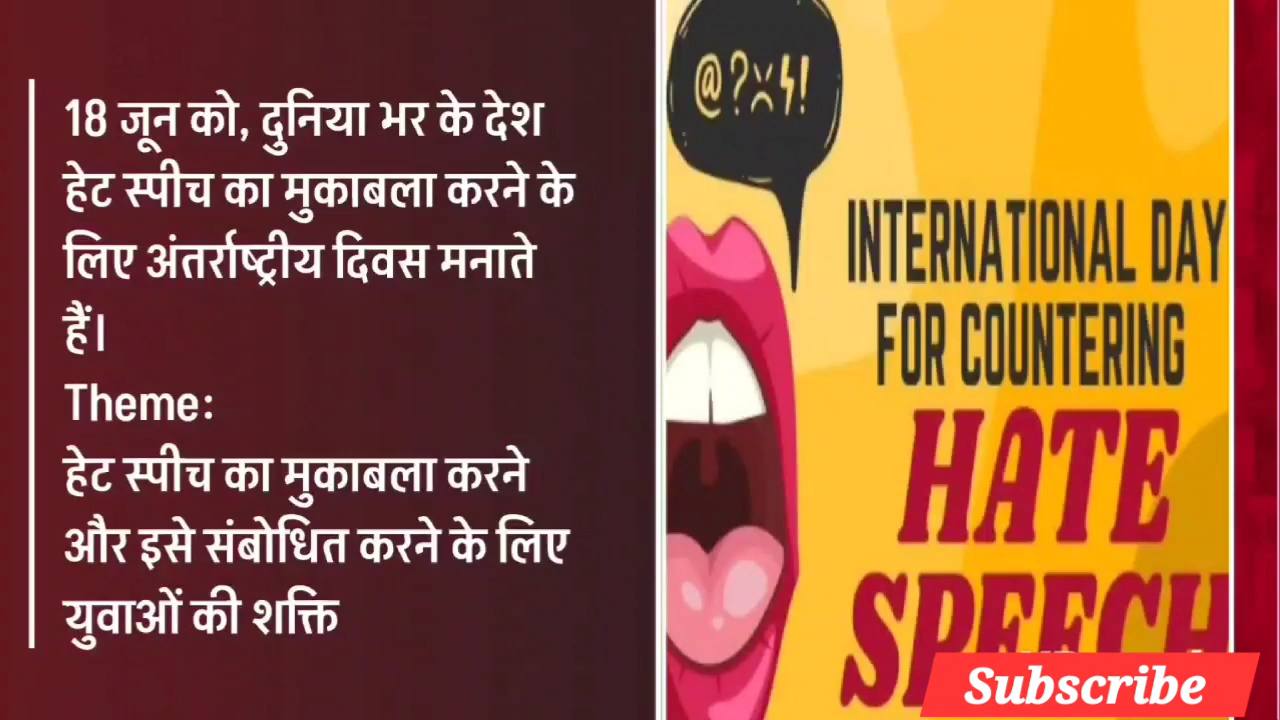 18 जून को, दुनिया भर के देश
हेट स्पीच का मुकाबला करने के
लिए अंतर्राष्ट्रीय दिवस मनाते
हैं।
Theme:
हेट स्पीच का मुकाबला करने
और इसे संबोधित करने के लिए
युवाओं की शक्ति
@?
!
INTERNATIONAL DAY
FOR COUNTERING
HATE
SPEECH
Subscribe